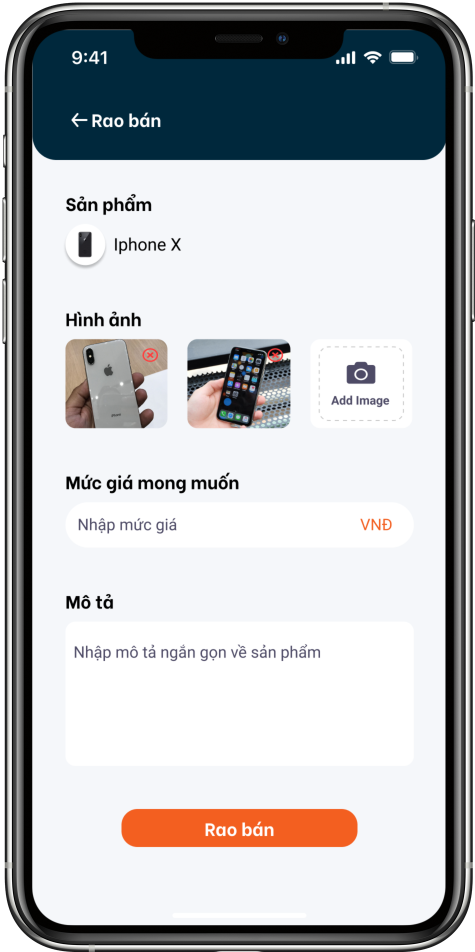 9:41
Rao bán
Sản phẩm
Iphone X
Hình ảnh
Add Image
Mức giá mong muốn
Nhập mức giá
VNĐ
Mô tả
Nhập mô tả ngắn gọn về sản phẩm
Rao bán